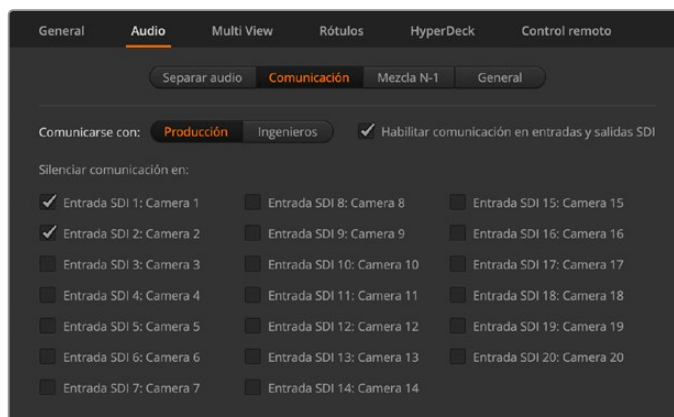 General Audio Multi View Rótulos HyperDeck Control remoto
Separar audio Comunicación Mezcla N-1 General
Comunicarse con: Producción Ingenieros Habilitar comunicación en entradas y salidas SDI
Silenciar comunicación en:
Entrada SDI 1: Camera 1 Entrada SDI 8: Camera 8 Entrada SDI 15: Camera 15
Entrada SDI 2: Camera 2 Entrada SDI 9: Camera 9 Entrada SDI 16: Camera 16
Entrada SDI 3: Camera 3 Entrada SDI 10: Camera 10 Entrada SDI 17: Camera 17
Entrada SDI 4: Camera 4 Entrada SDI 11: Camera 11 Entrada SDI 18: Camera 18
Entrada SDI 5: Camera 5 Entrada SDI 12: Camera 12 Entrada SDI 19: Camera 19
Entrada SDI 6: Camera 6 Entrada SDI 13: Camera 13 Entrada SDI 20: Camera 20
Entrada SDI 7: Camera 7 Entrada SDI 14: Camera 14